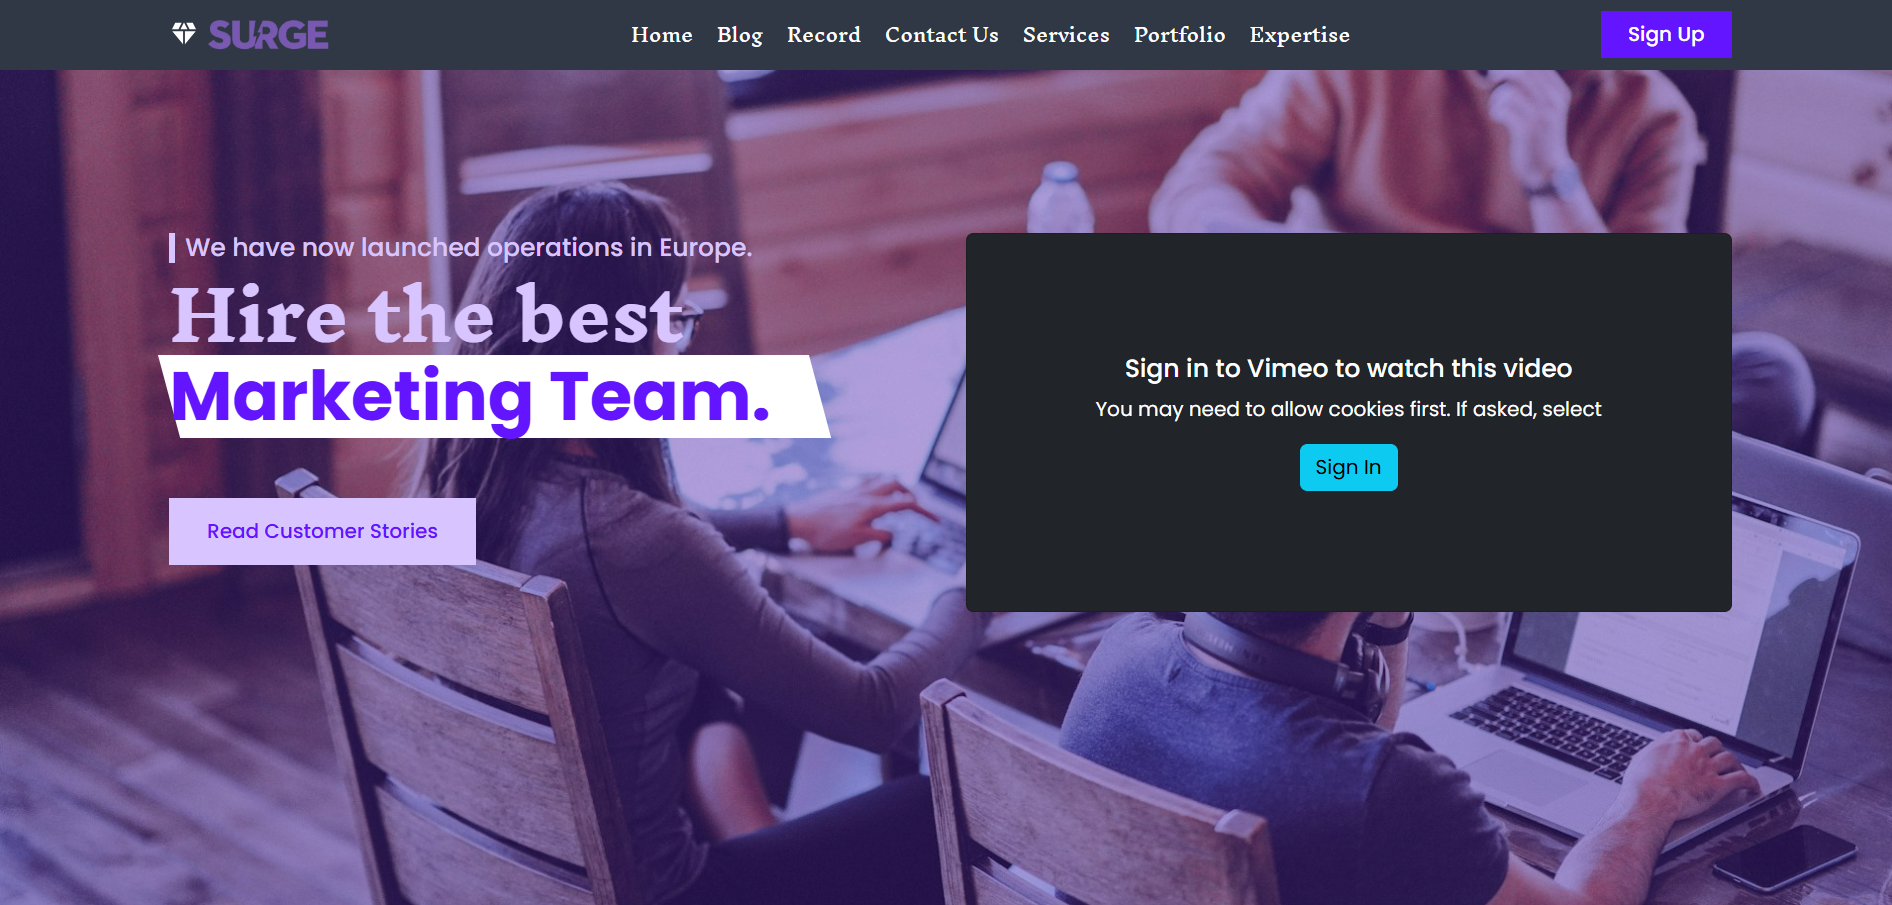 SURGE
Home Blog Record Contact Us Services Portfolio Expertise
Sign Up
We have now launched operations in Europe.
Hire the best
Marketing Team.
Read Customer Stories
Sign in to Vimeo to watch this video
You may need to allow cookies first. If asked, select
Sign In